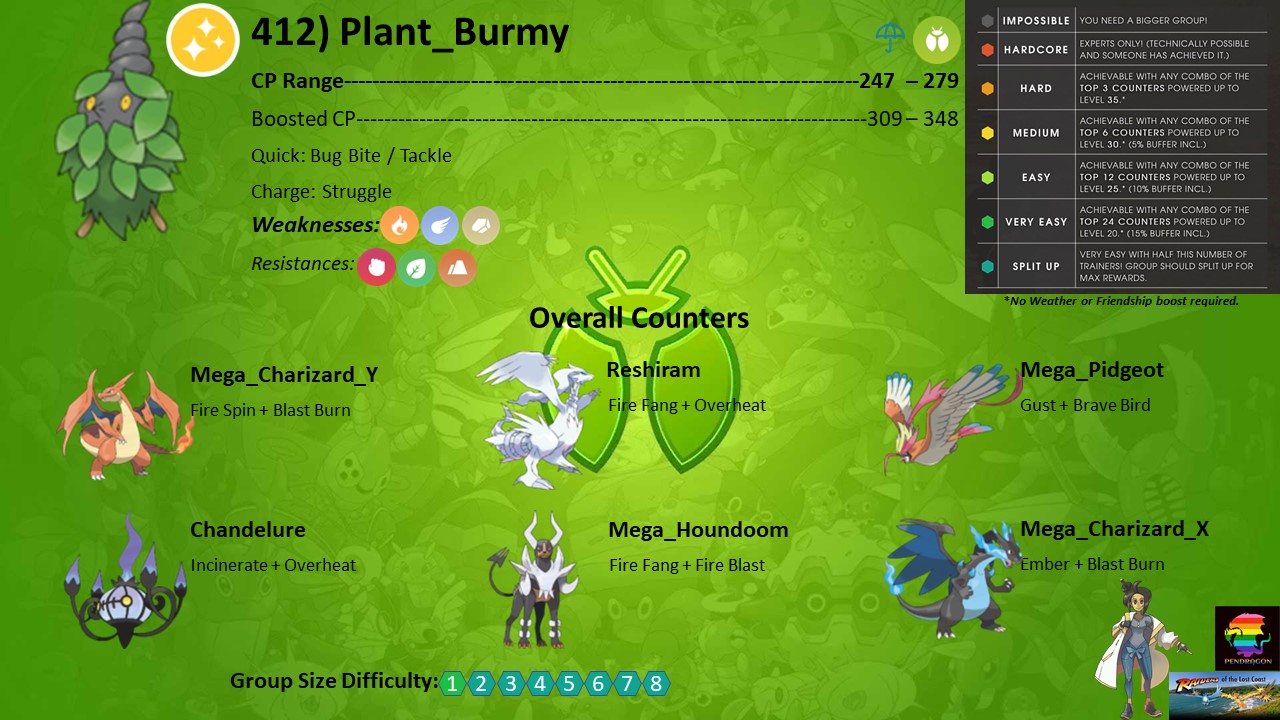 412) Plant_Burmy
CP Range---247 – 279
Boosted CP---309 – 348
Quick: Bug Bite / Tackle
Charge: Struggle
Weaknesses:
Resistances:
IMPOSSIBLE YOU NEED A BIGGER GROUP!
HARDCORE EXPERTS ONLY! (TECHNICALLY POSSIBLE
AND SOMEONE HAS ACHIEVED IT.)
HARD ACHIEVABLE WITH ANY COMBO OF THE
TOP 3 COUNTERS POWERED UP TO
LEVEL 35.*
MEDIUM ACHIEVABLE WITH ANY COMBO OF THE
TOP 6 COUNTERS POWERED UP TO
LEVEL 30.* (5% BUFFER INCL.)
EASY ACHIEVABLE WITH ANY COMBO OF THE
TOP 12 COUNTERS POWERED UP TO
LEVEL 25.* (10% BUFFER INCL.)
VERY EASY ACHIEVABLE WITH ANY COMBO OF THE
TOP 24 COUNTERS POWERED UP TO
LEVEL 20.* (15% BUFFER INCL.)
SPLIT UP VERY EASY WITH HALF THIS NUMBER OF
TRAINERS! GROUP SHOULD SPLIT UP FOR
MAX REWARDS.
*No Weather or Friendship boost required.
Overall Counters
Mega_Charizard_Y
Fire Spin + Blast Burn
Reshiram
Fire Fang + Overheat
Mega_Pidgeot
Gust + Brave Bird
Chandelure
Incinerate + Overheat
Mega_Houndoom
Fire Fang + Fire Blast
Mega_Charizard_X
Ember + Blast Burn
Group Size Difficulty: 1 2 3 4 5 6 7 8
PENDRAGON
RAIDERS of the Lost Coast